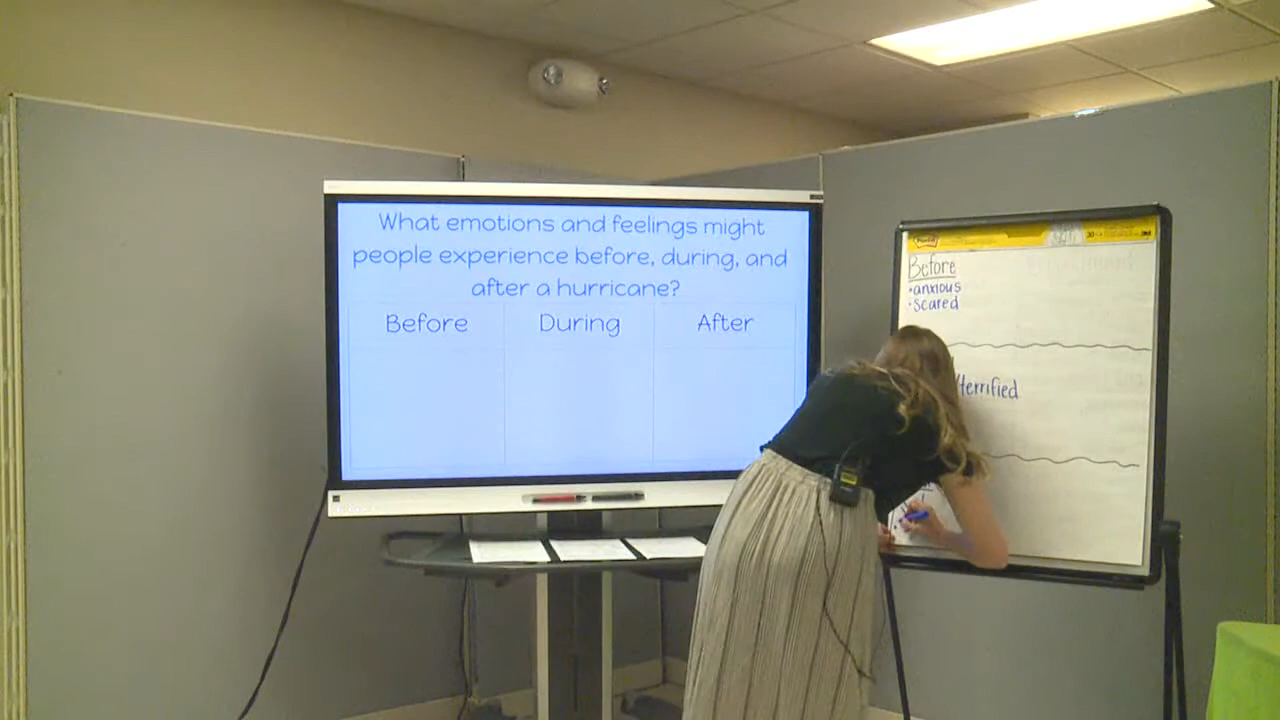 What emotions and feelings might
people experience before, during, and
after a hurricane?
Before During After
Before
•anxious
•scared
/terrified